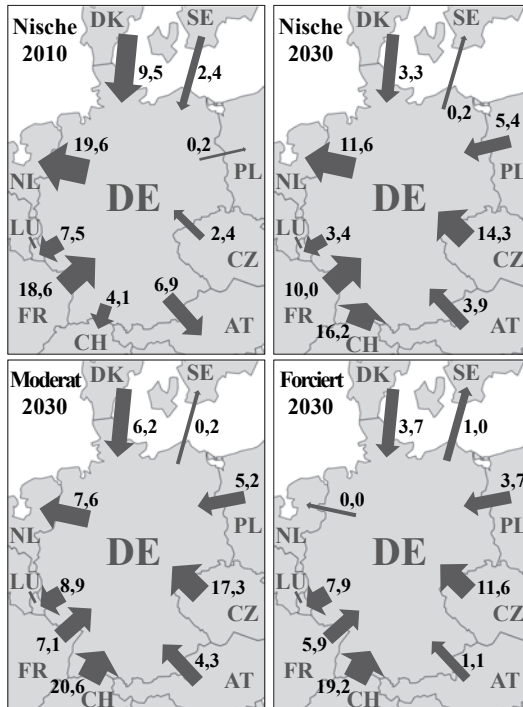 Nische
2010
DK
SE
9,5
2,4
19,6
0,2
NL
PL
DE
LU
7,5
2,4
CZ
18,6
4,1
6,9
FR
CH
AT
Nische
2030
DK
SE
3,3
0,2
5,4
11,6
NL
PL
DE
LU
3,4
14,3
CZ
10,0
3,9
FR
16,2
CH
AT
Moderat
2030
DK
SE
6,2
0,2
5,2
7,6
NL
PL
DE
LU
8,9
17,3
CZ
7,1
4,3
FR
20,6
CH
AT
Forciert
2030
DK
SE
3,7
1,0
3,7
0,0
NL
PL
DE
LU
7,9
11,6
CZ
5,9
1,1
FR
19,2
CH
AT